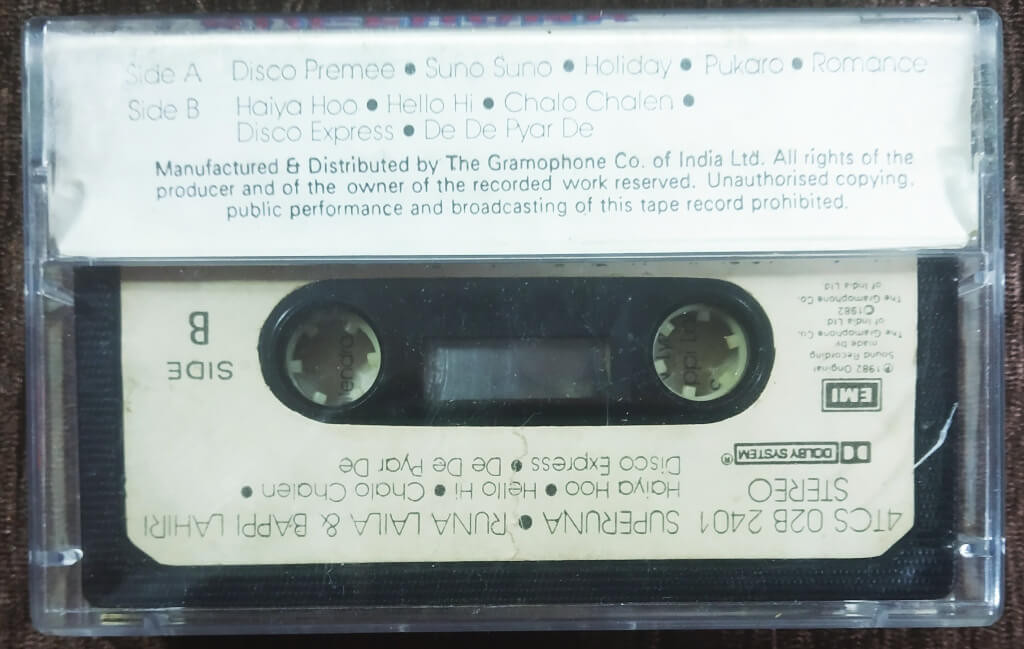 Side A Disco Premee • Suno Suno • Holiday • Pukaro • Romance
Side B Haiya Hoo • Hello Hi • Chalo Chalen •
Disco Express • De De Pyar De
Manufactured & Distributed by The Gramophone Co. of India Ltd. All rights of the
producer and of the owner of the recorded work reserved. Unauthorised copying,
public performance and broadcasting of this tape record prohibited.
4TCS 02B 2401 SUPERUNA • RUNA LAILA & BAPPI LAHIRI
STEREO
Haiya Hoo • Hello Hi • Chalo Chalen •
Disco Express • De De Pyar De
DOLBY SYSTEM ®
EMI
SIDE
B
℗ 1982 Original
Sound Recording
made by
The Gramophone Co.
of India Ltd
©1982
The Gramophone Co.
of India Ltd